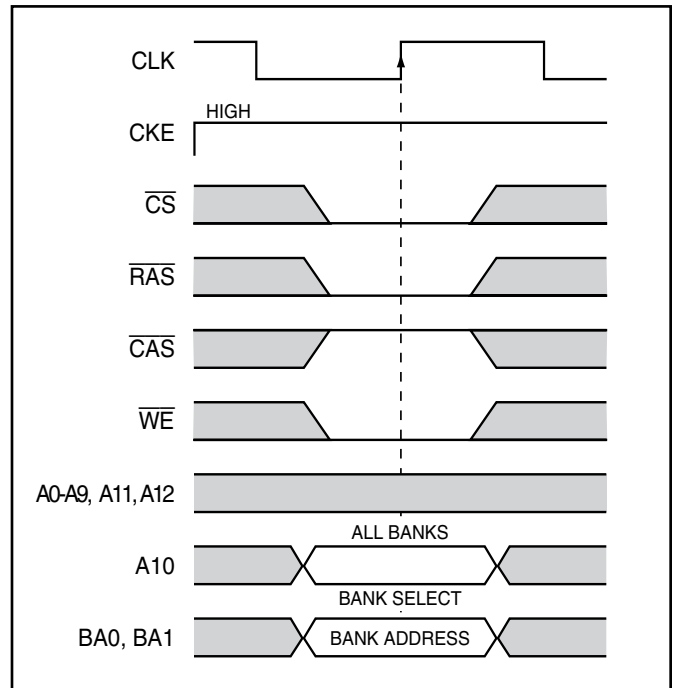 CLK
HIGH
CKE
CS
RAS
CAS
WE
A0-A9, A11, A12
ALL BANKS
A10
BANK SELECT
BA0, BA1
BANK ADDRESS